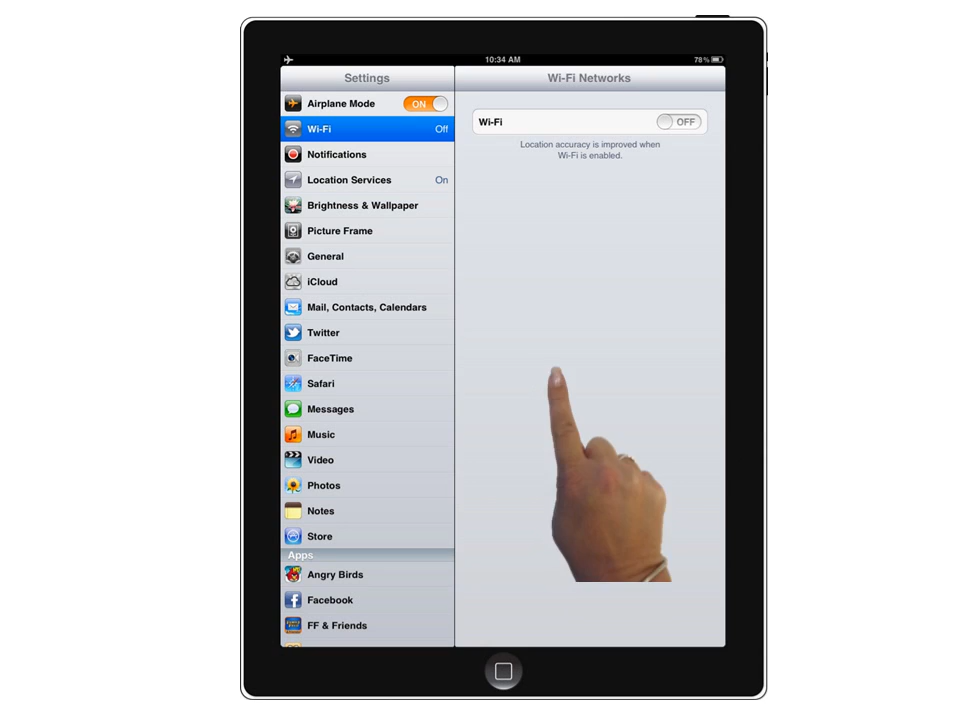 10:34 AM
78%
Settings
Wi-Fi Networks
Airplane Mode ON
Wi-Fi Off
Notifications
Location Services On
Brightness & Wallpaper
Picture Frame
General
iCloud
Mail, Contacts, Calendars
Twitter
FaceTime
Safari
Messages
Music
Video
Photos
Notes
Store
Apps
Angry Birds
Facebook
FF & Friends
Wi-Fi OFF
Location accuracy is improved when
Wi-Fi is enabled.